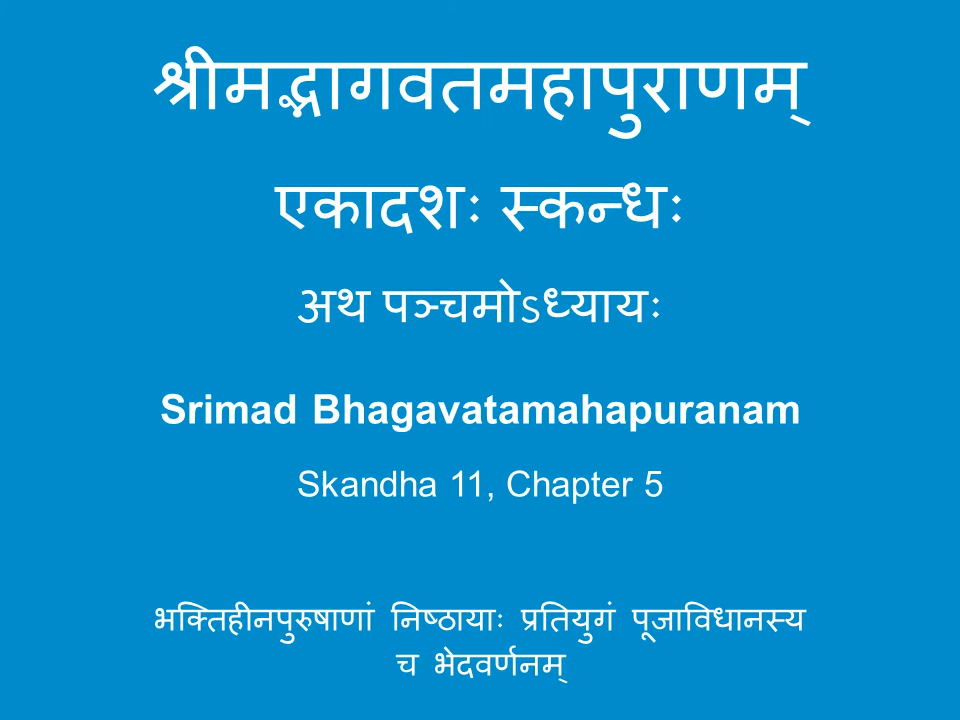 श्रीमद्भागवतमहापुराणम्
एकादशः स्कन्धः
अथ पञ्चमोऽध्यायः
Srimad Bhagavatamahapuranam
Skandha 11, Chapter 5
भक्तिहीनपुरुषाणां निष्ठायाः प्रतियुगं पूजाविधानस्य
च भेदवर्णनम्